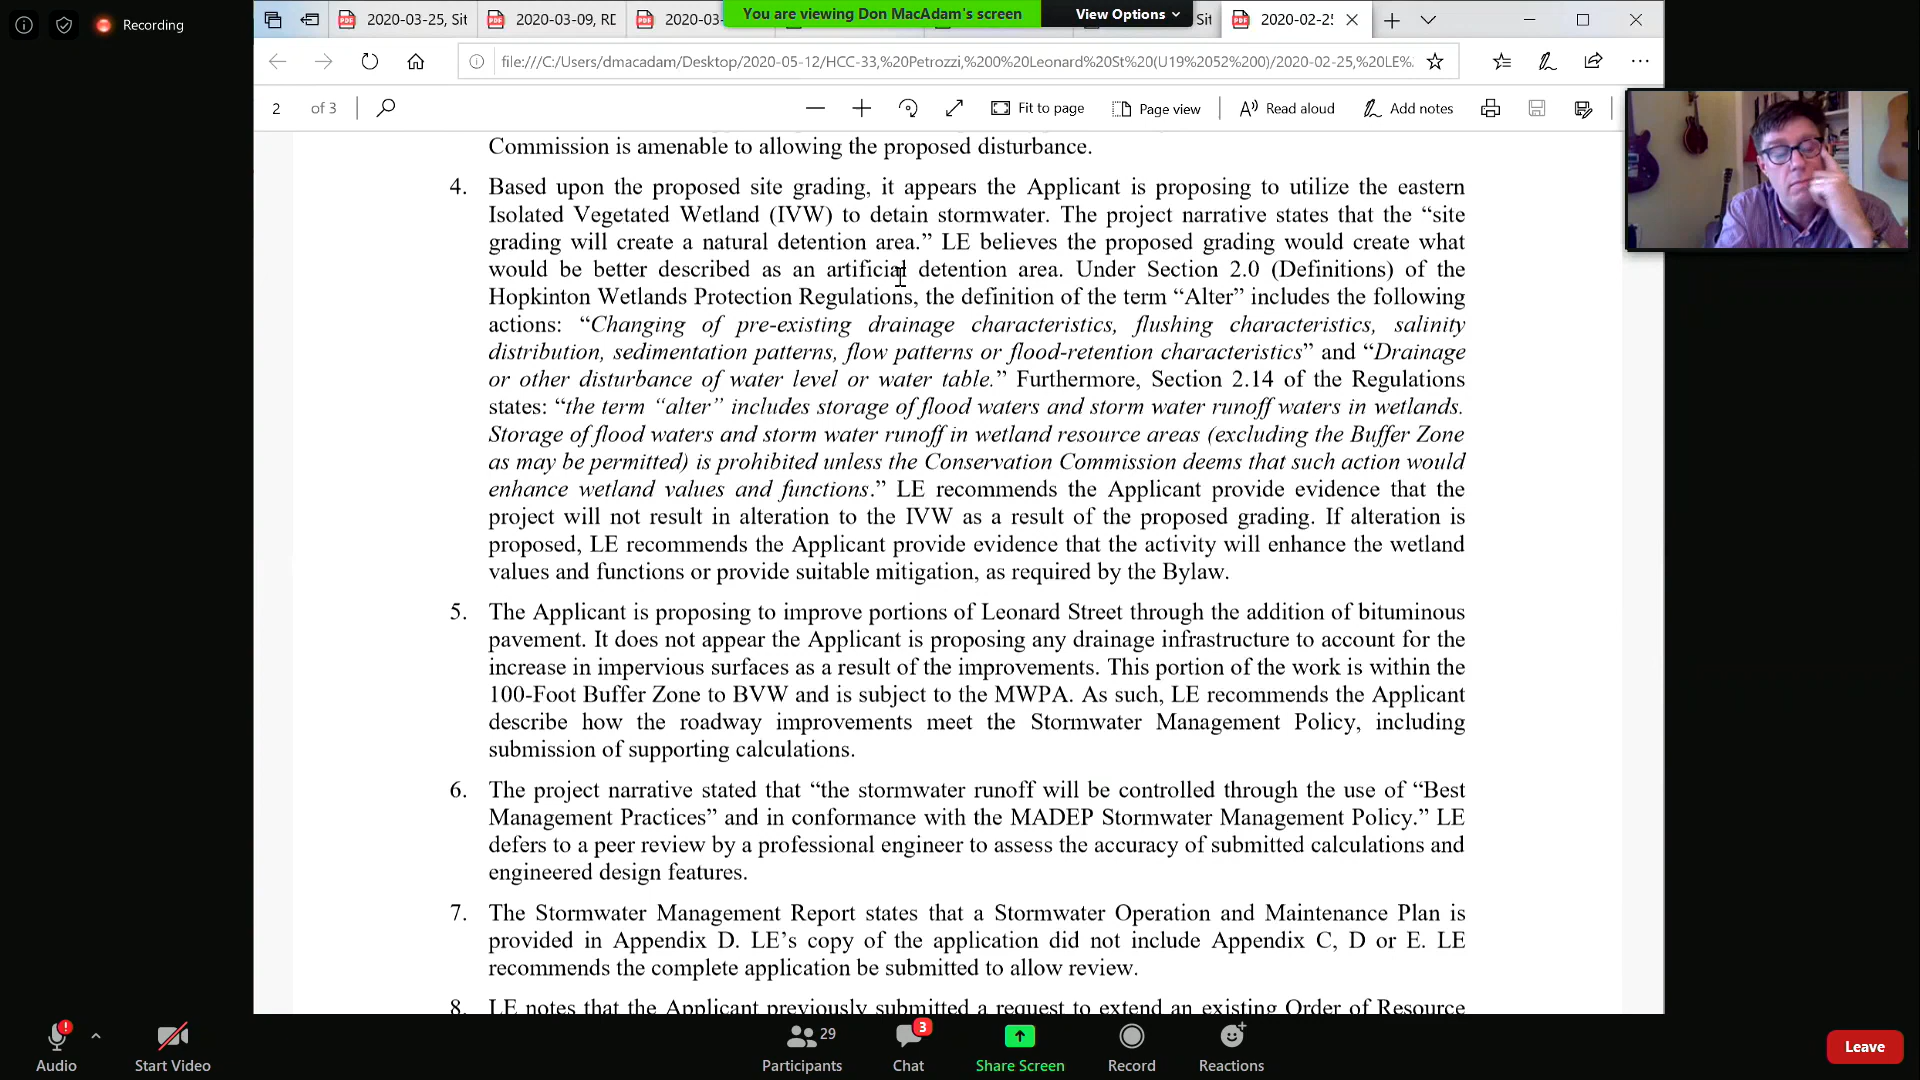 Recording
2020-03-25, Sit
2020-03-09, RD
2020-03-
You are viewing Don MacAdam's screen
View Options
Sit
2020-02-25
file:///C:/Users/dmacadam/Desktop/2020-05-12/HCC-33,%20Petrozzi,%200%20Leonard%20St%20(U19%2052%200)/2020-02-25,%20LE%
2 of 3
Fit to page
Page view
Read aloud
Add notes
Commission is amenable to allowing the proposed disturbance.
4. Based upon the proposed site grading, it appears the Applicant is proposing to utilize the eastern
Isolated Vegetated Wetland (IVW) to detain stormwater. The project narrative states that the “site
grading will create a natural detention area.” LE believes the proposed grading would create what
would be better described as an artificial detention area. Under Section 2.0 (Definitions) of the
Hopkinton Wetlands Protection Regulations, the definition of the term “Alter” includes the following
actions: “Changing of pre-existing drainage characteristics, flushing characteristics, salinity
distribution, sedimentation patterns, flow patterns or flood-retention characteristics” and “Drainage
or other disturbance of water level or water table.” Furthermore, Section 2.14 of the Regulations
states: “the term “alter” includes storage of flood waters and storm water runoff waters in wetlands.
Storage of flood waters and storm water runoff in wetland resource areas (excluding the Buffer Zone
as may be permitted) is prohibited unless the Conservation Commission deems that such action would
enhance wetland values and functions.” LE recommends the Applicant provide evidence that the
project will not result in alteration to the IVW as a result of the proposed grading. If alteration is
proposed, LE recommends the Applicant provide evidence that the activity will enhance the wetland
values and functions or provide suitable mitigation, as required by the Bylaw.
5. The Applicant is proposing to improve portions of Leonard Street through the addition of bituminous
pavement. It does not appear the Applicant is proposing any drainage infrastructure to account for the
increase in impervious surfaces as a result of the improvements. This portion of the work is within the
100-Foot Buffer Zone to BVW and is subject to the MWPA. As such, LE recommends the Applicant
describe how the roadway improvements meet the Stormwater Management Policy, including
submission of supporting calculations.
6. The project narrative stated that “the stormwater runoff will be controlled through the use of “Best
Management Practices” and in conformance with the MADEP Stormwater Management Policy.” LE
defers to a peer review by a professional engineer to assess the accuracy of submitted calculations and
engineered design features.
7. The Stormwater Management Report states that a Stormwater Operation and Maintenance Plan is
provided in Appendix D. LE’s copy of the application did not include Appendix C, D or E. LE
recommends the complete application be submitted to allow review.
8. LE notes that the Applicant previously submitted a request to extend an existing Order of Resource
Audio
Start Video
29
Participants
3
Chat
Share Screen
Record
Reactions
Leave